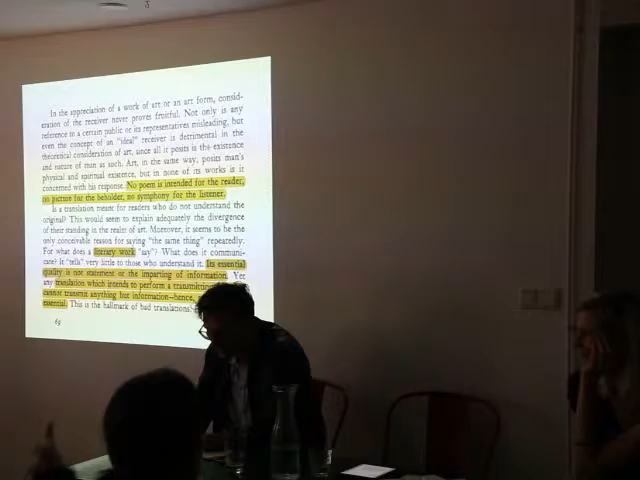 In the appreciation of a work of art or an art form, consid-
eration of the receiver never proves fruitful. Not only is any
reference to a certain public or its representatives misleading, but
even the concept of an "ideal" receiver is detrimental in the
theoretical consideration of art, since all it posits is the existence
and nature of man as such. Art, in the same way, posits man's
physical and spiritual existence, but in none of its works is it
concerned with his response. No poem is intended for the reader,
no picture for the beholder, no symphony for the listener.
Is a translation meant for readers who do not understand the
original? This would seem to explain adequately the divergence
of their standing in the realm of art. Moreover, it seems to be the
only conceivable reason for saying "the same thing" repeatedly.
For what does a literary work "say"? What does it communi-
cate? It "tells" very little to those who understand it. Its essential
quality is not statement or the imparting of information. Yet
any translation which intends to perform a
cannot transmit anything but information—hence,
essential. This is the hallmark of bad translations.
69